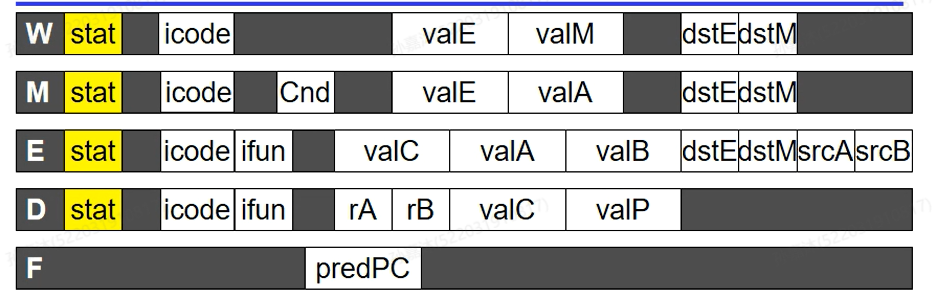 W stat icode valE valM dstE dstM
M stat icode Cnd valE valA dstE dstM
E stat icode ifun valC valA valB dstE dstM srcA srcB
D stat icode ifun rA rB valC valP
F predPC